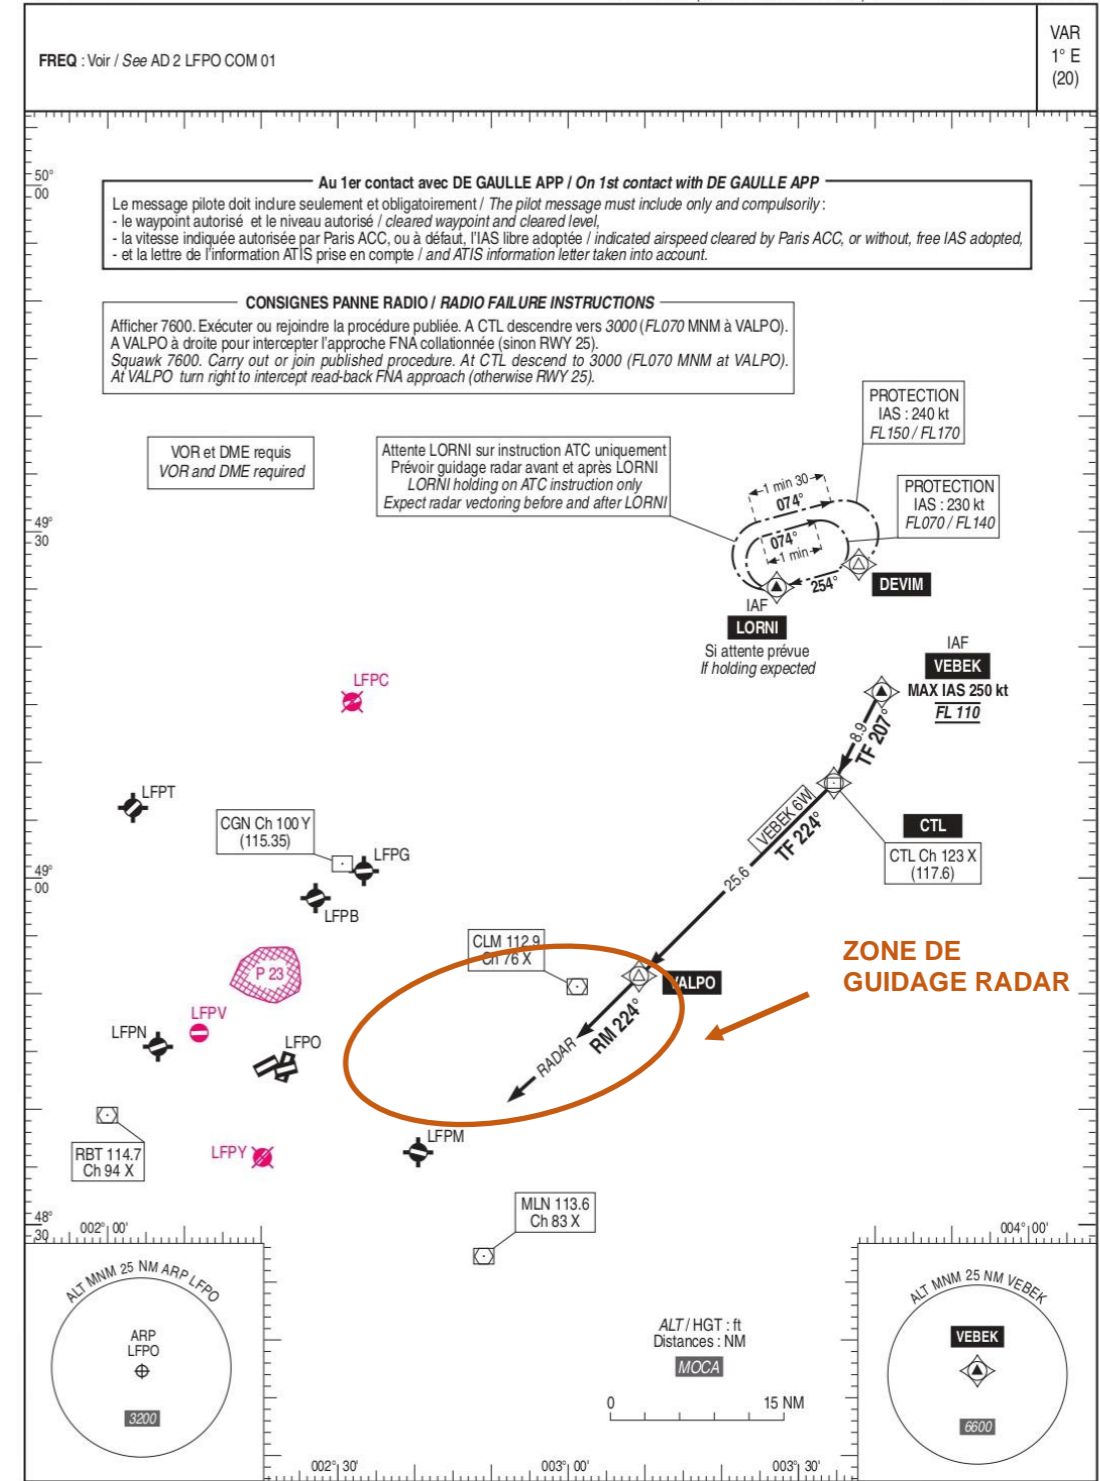 FREQ : Voir / See AD 2 LFPO COM 01
VAR
1° E
(20)
50°
00
Au 1er contact avec DE GAULLE APP / On 1st contact with DE GAULLE APP
Le message pilote doit inclure seulement et obligatoirement / The pilot message must include only and compulsorily :
- le waypoint autorisé et le niveau autorisé / cleared waypoint and cleared level,
- la vitesse indiquée autorisée par Paris ACC, ou à défaut, l'IAS libre adoptée / indicated airspeed cleared by Paris ACC, or without, free IAS adopted,
- et la lettre de l'information ATIS prise en compte / and ATIS information letter taken into account.
CONSIGNES PANNE RADIO / RADIO FAILURE INSTRUCTIONS
Afficher 7600. Exécuter ou rejoindre la procédure publiée. A CTL descendre vers 3000 (FL070 MNM à VALPO).
A VALPO à droite pour intercepter l'approche FNA collationnée (sinon RWY 25).
Squawk 7600. Carry out or join published procedure. At CTL descend to 3000 (FL070 MNM at VALPO).
At VALPO turn right to intercept read-back FNA approach (otherwise RWY 25).
PROTECTION
IAS : 240 kt
FL150 / FL170
VOR et DME requis
VOR and DME required
Attente LORNI sur instruction ATC uniquement
Prévoir guidage radar avant et après LORNI
LORNI holding on ATC instruction only
Expect radar vectoring before and after LORNI
PROTECTION
IAS : 230 kt
FL070 / FL140
1 min 30
074°
074°
1 min
254°
49°
30
DEVIM
IAF
LORNI
Si attente prévue
If holding expected
IAF
VEBEK
MAX IAS 250 kt
FL 110
LFPC
8.9
TF 207°
LFPT
VEBEK 6W
TF 224°
25.6
CGN Ch 100 Y
(115.35)
CTL
CTL Ch 123 X
(117.6)
LFPG
49°
00
LFPB
CLM 112.9
Ch 76 X
ZONE DE
GUIDAGE RADAR
P 23
VALPO
LFPV
LFPN
LFPO
RM 224°
RADAR
RBT 114.7
Ch 94 X
LFPY
LFPM
MLN 113.6
Ch 83 X
48°
30
002° 00'
004° 00'
ALT MNM 25 NM ARP LFPO
ARP
LFPO
3200
ALT / HGT : ft
Distances : NM
MOCA
0
15 NM
ALT MNM 25 NM VEBEK
VEBEK
6600
002° 30'
003° 00'
003° 30'